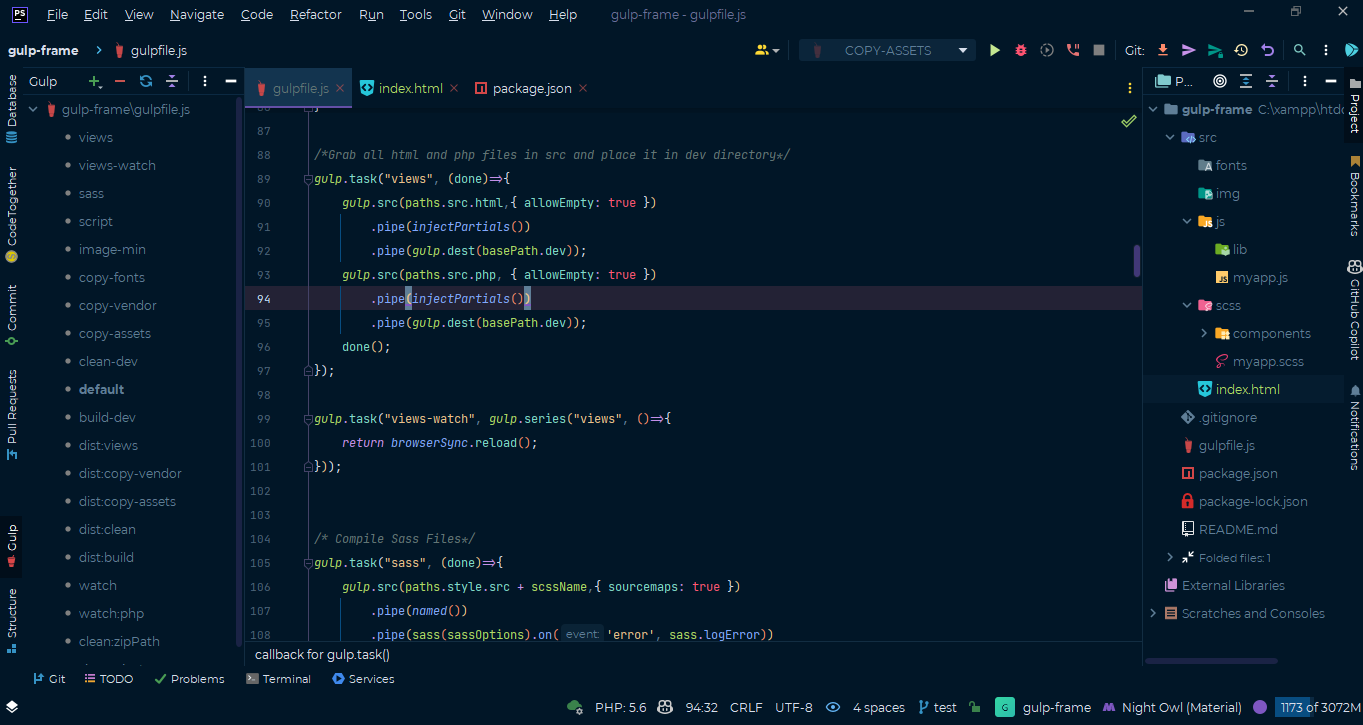 PS File Edit View Navigate Code Refactor Run Tools Git Window Help gulp-frame - gulpfile.js
gulp-frame gulpfile.js COPY-ASSETS Git:
Gulp
gulp-frame\gulpfile.js
views
views-watch
sass
script
image-min
copy-fonts
copy-vendor
copy-assets
clean-dev
default
build-dev
dist:views
dist:copy-vendor
dist:copy-assets
dist:clean
dist:build
watch
watch:php
clean:zipPath
Database
CodeTogether
Commit
Pull Requests
Gulp
Structure
gulpfile.js index.html package.json
87
88 /*Grab all html and php files in src and place it in dev directory*/
89 gulp.task("views", (done)=>{
90 gulp.src(paths.src.html,{ allowEmpty: true })
91 .pipe(injectPartials())
92 .pipe(gulp.dest(basePath.dev));
93 gulp.src(paths.src.php, { allowEmpty: true })
94 .pipe(injectPartials())
95 .pipe(gulp.dest(basePath.dev));
96 done();
97 });
98
99 gulp.task("views-watch", gulp.series("views", ()=>{
100 return browserSync.reload();
101 }));
102
103
104 /* Compile Sass Files*/
105 gulp.task("sass", (done)=>{
106 gulp.src(paths.style.src + scssName,{ sourcemaps: true })
107 .pipe(named())
108 .pipe(sass(sassOptions).on( event: 'error', sass.logError))
callback for gulp.task()
P...
gulp-frame C:\xampp\htdo
src
fonts
img
js
lib
myapp.js
scss
components
myapp.scss
index.html
.gitignore
gulpfile.js
package.json
package-lock.json
README.md
Folded files: 1
External Libraries
Scratches and Consoles
Project
Bookmarks
GitHub Copilot
Notifications
Git TODO Problems Terminal Services
PHP: 5.6 94:32 CRLF UTF-8 4 spaces test G gulp-frame Night Owl (Material) 1173 of 3072M